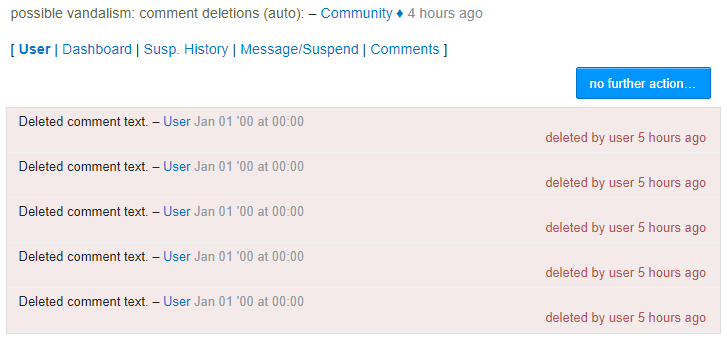 possible vandalism: comment deletions (auto): – Community ♦ 4 hours ago
[ User | Dashboard | Susp. History | Message/Suspend | Comments ]
no further action...
Deleted comment text. – User Jan 01 '00 at 00:00
deleted by user 5 hours ago
Deleted comment text. – User Jan 01 '00 at 00:00
deleted by user 5 hours ago
Deleted comment text. – User Jan 01 '00 at 00:00
deleted by user 5 hours ago
Deleted comment text. – User Jan 01 '00 at 00:00
deleted by user 5 hours ago
Deleted comment text. – User Jan 01 '00 at 00:00
deleted by user 5 hours ago